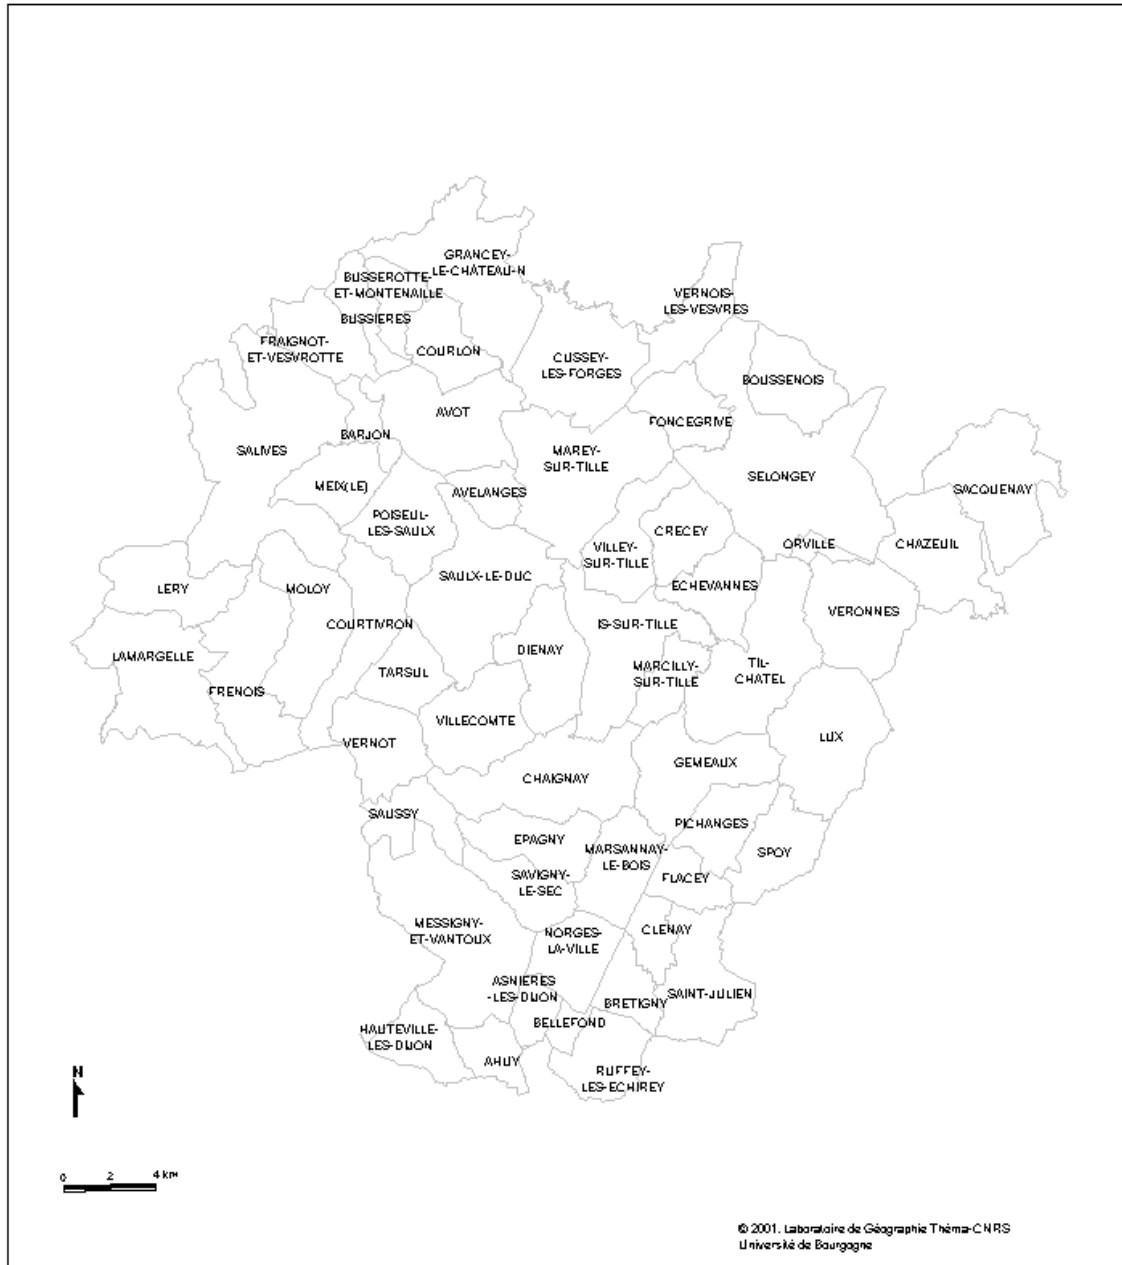 GRANCEY-
LE-CHÂTEAU-N
BUSSEROTTE-
ET-MONTENAILLE
VERNOIS-
LES-VESVRES
BUSSIERES
FRAIGNOT-
ET-VESVROTTE
COURLON
CUSSEY-
LES-FORGES
BOUSSENOIS
AVOT
FONCEGRIVE
BARJON
SALIVES
MAREY-
SUR-TILLE
SELONGEY
MEIX(LE)
AVELANGES
SACQUENAY
POISEUL-
LES-SAULX
CRECEY
VILLEY-
SUR-TILLE
ORVILLE
CHAZEUIL
SAULX-LE-DUC
ECHEVANNES
LERY
MOLOY
VERONNES
COURTIVRON
IS-SUR-TILLE
LAMARGELLE
DIENAY
TARSUL
MARCILLY-
SUR-TILLE
TIL-
CHATEL
FRENOIS
VILLECOMTE
VERNOT
LUX
CHAIGNAY
GEMEAUX
SAUSSY
EPAGNY
MARSANNAY-
LE-BOIS
PICHANGES
SPOY
SAVIGNY-
LE-SEC
FLACEY
MESSIGNY-
ET-VANTOUX
NORGES-
LA-VILLE
CLENAY
ASNIERES
-LES-DIJON
BRETIGNY
SAINT-JULIEN
HAUTEVILLE-
LES-DIJON
BELLEFOND
AHUY
RUFFEY-
LES-ECHIREY
N
0 2 4 km
© 2001. Laboratoire de Géographie Théma-CNRS
Université de Bourgogne